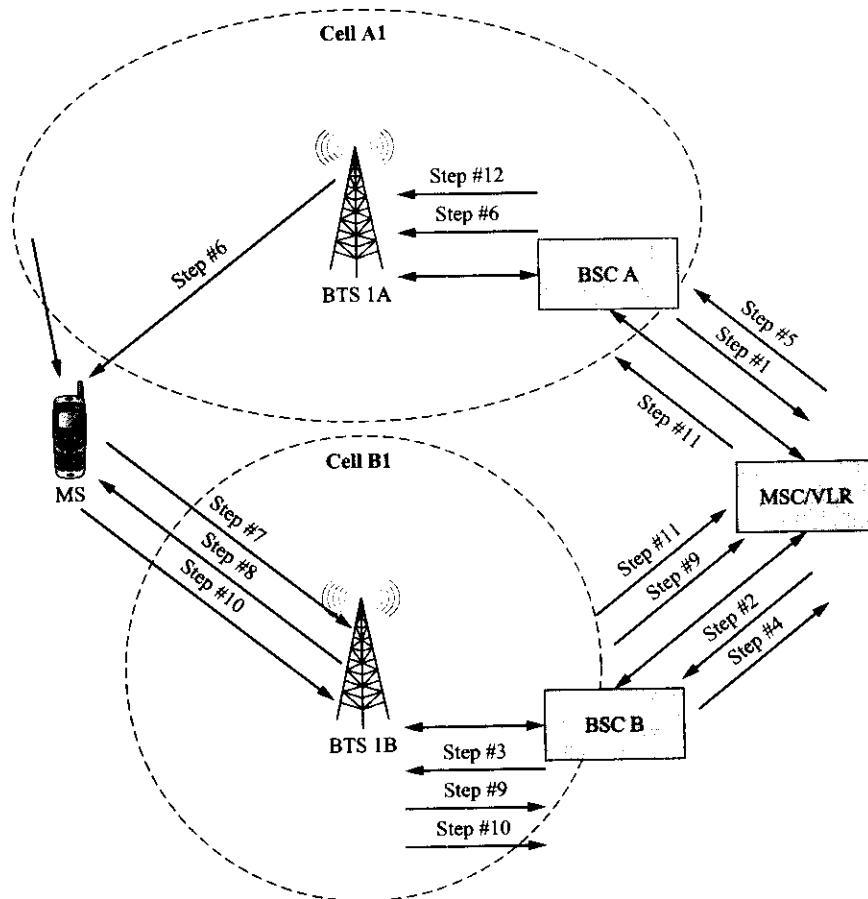 Cell A1
Step #12
Step #6
Step #6
BTS 1A
BSC A
Step #5
Step #1
Step #11
MS
Cell B1
MSC/VLR
Step #7
Step #8
Step #10
Step #11
Step #9
Step #2
Step #4
BTS 1B
BSC B
Step #3
Step #9
Step #10